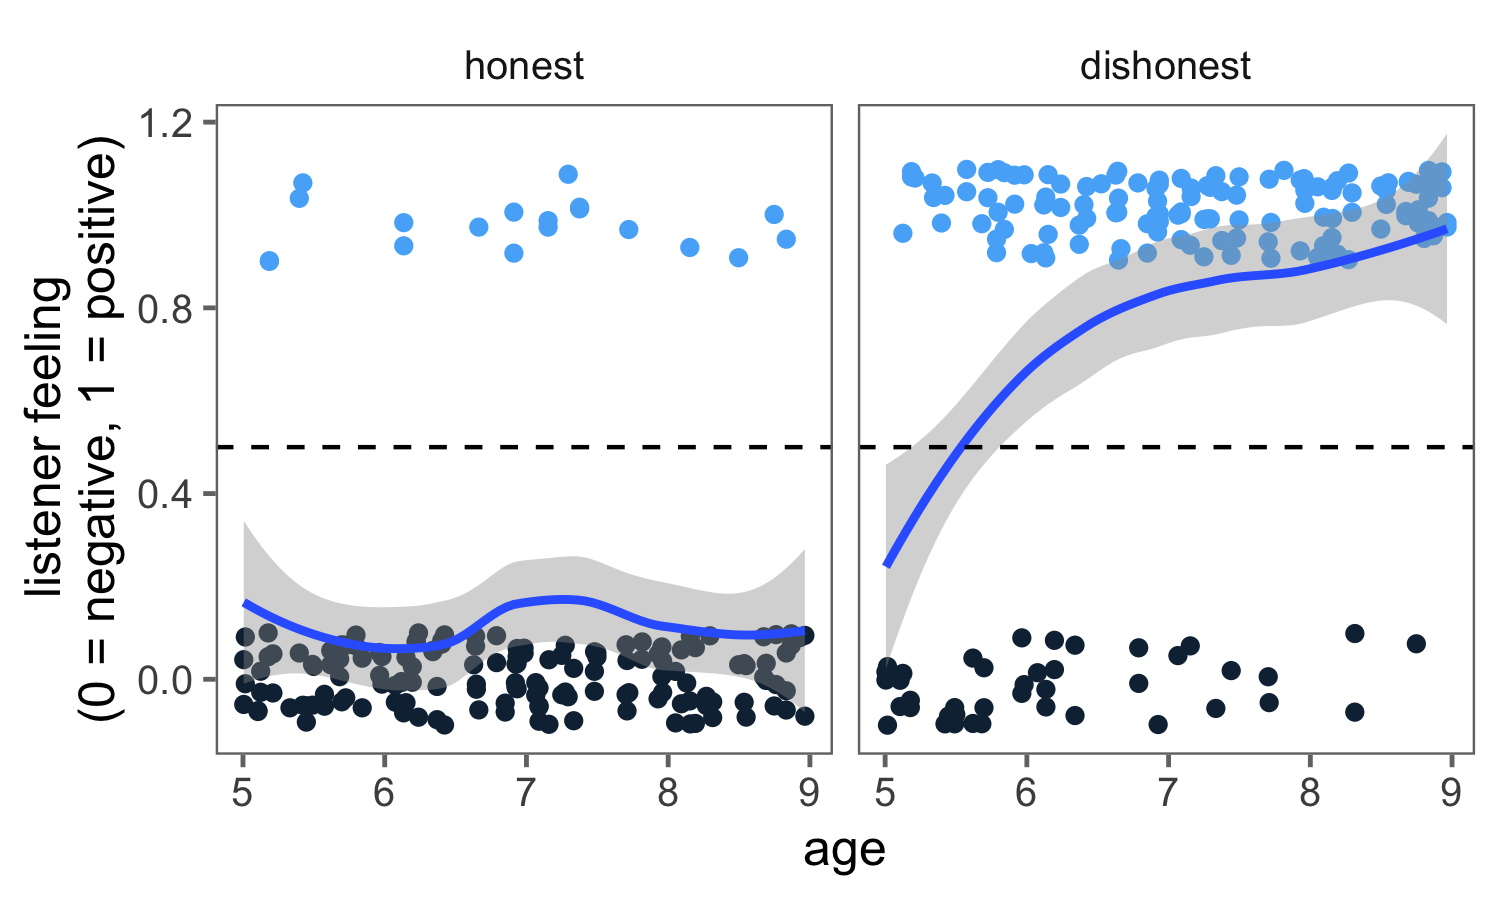 honest
dishonest
1.2
0.8
0.4
0.0
listener feeling
(0 = negative, 1 = positive)
5 6 7 8 9
5 6 7 8 9
age